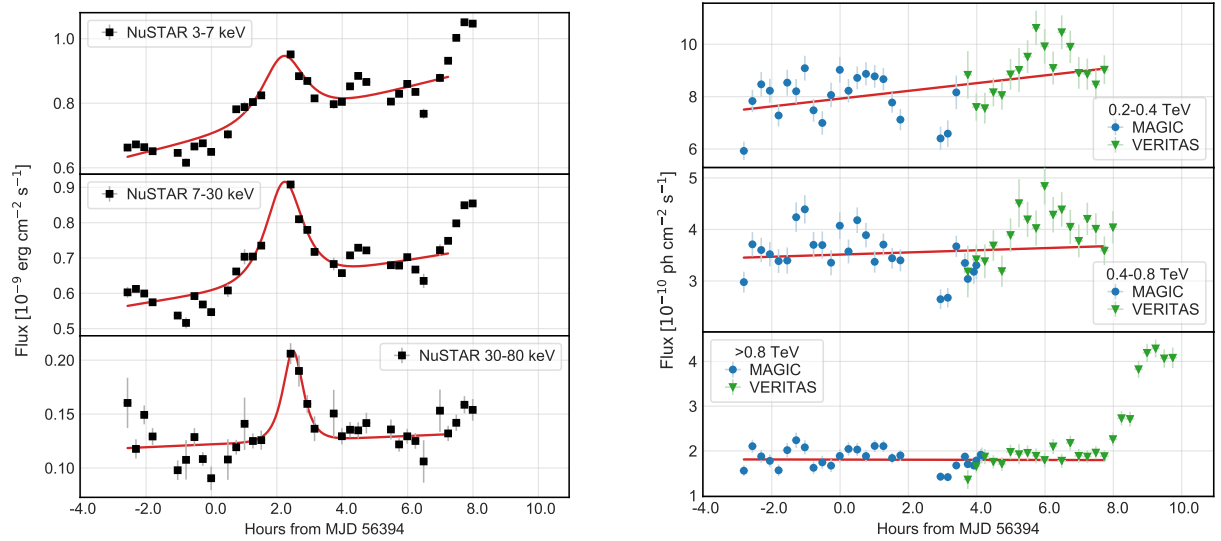 Flux [10⁻⁹ erg cm⁻² s⁻¹]
1.0
0.8
0.6
NuSTAR 3-7 keV
0.9
0.8
0.7
0.6
0.5
NuSTAR 7-30 keV
0.20
0.15
0.10
NuSTAR 30-80 keV
-4.0 -2.0 0.0 2.0 4.0 6.0 8.0 10.0
Hours from MJD 56394
Flux [10⁻¹⁰ ph cm⁻² s⁻¹]
10
8
6
0.2-0.4 TeV
MAGIC
VERITAS
5
4
3
0.4-0.8 TeV
MAGIC
VERITAS
4
3
2
1
>0.8 TeV
MAGIC
VERITAS
-4.0 -2.0 0.0 2.0 4.0 6.0 8.0 10.0
Hours from MJD 56394